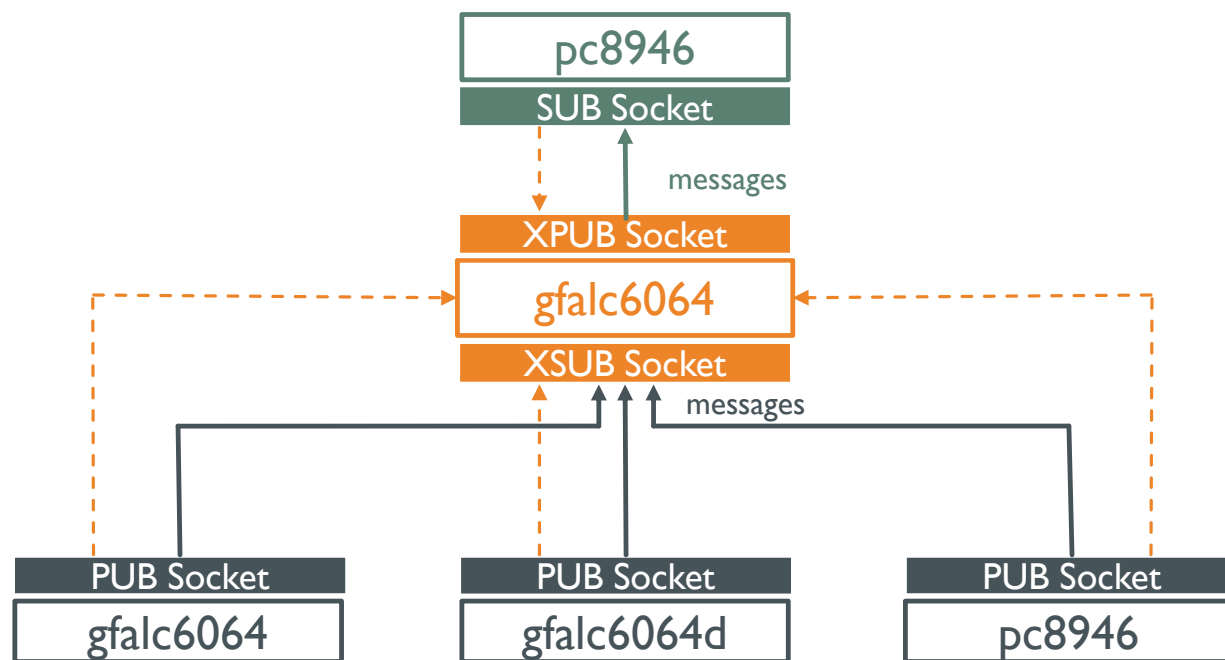 pc8946
SUB Socket
messages
XPUB Socket
gfalc6064
XSUB Socket
messages
PUB Socket
PUB Socket
PUB Socket
gfalc6064
gfalc6064d
pc8946